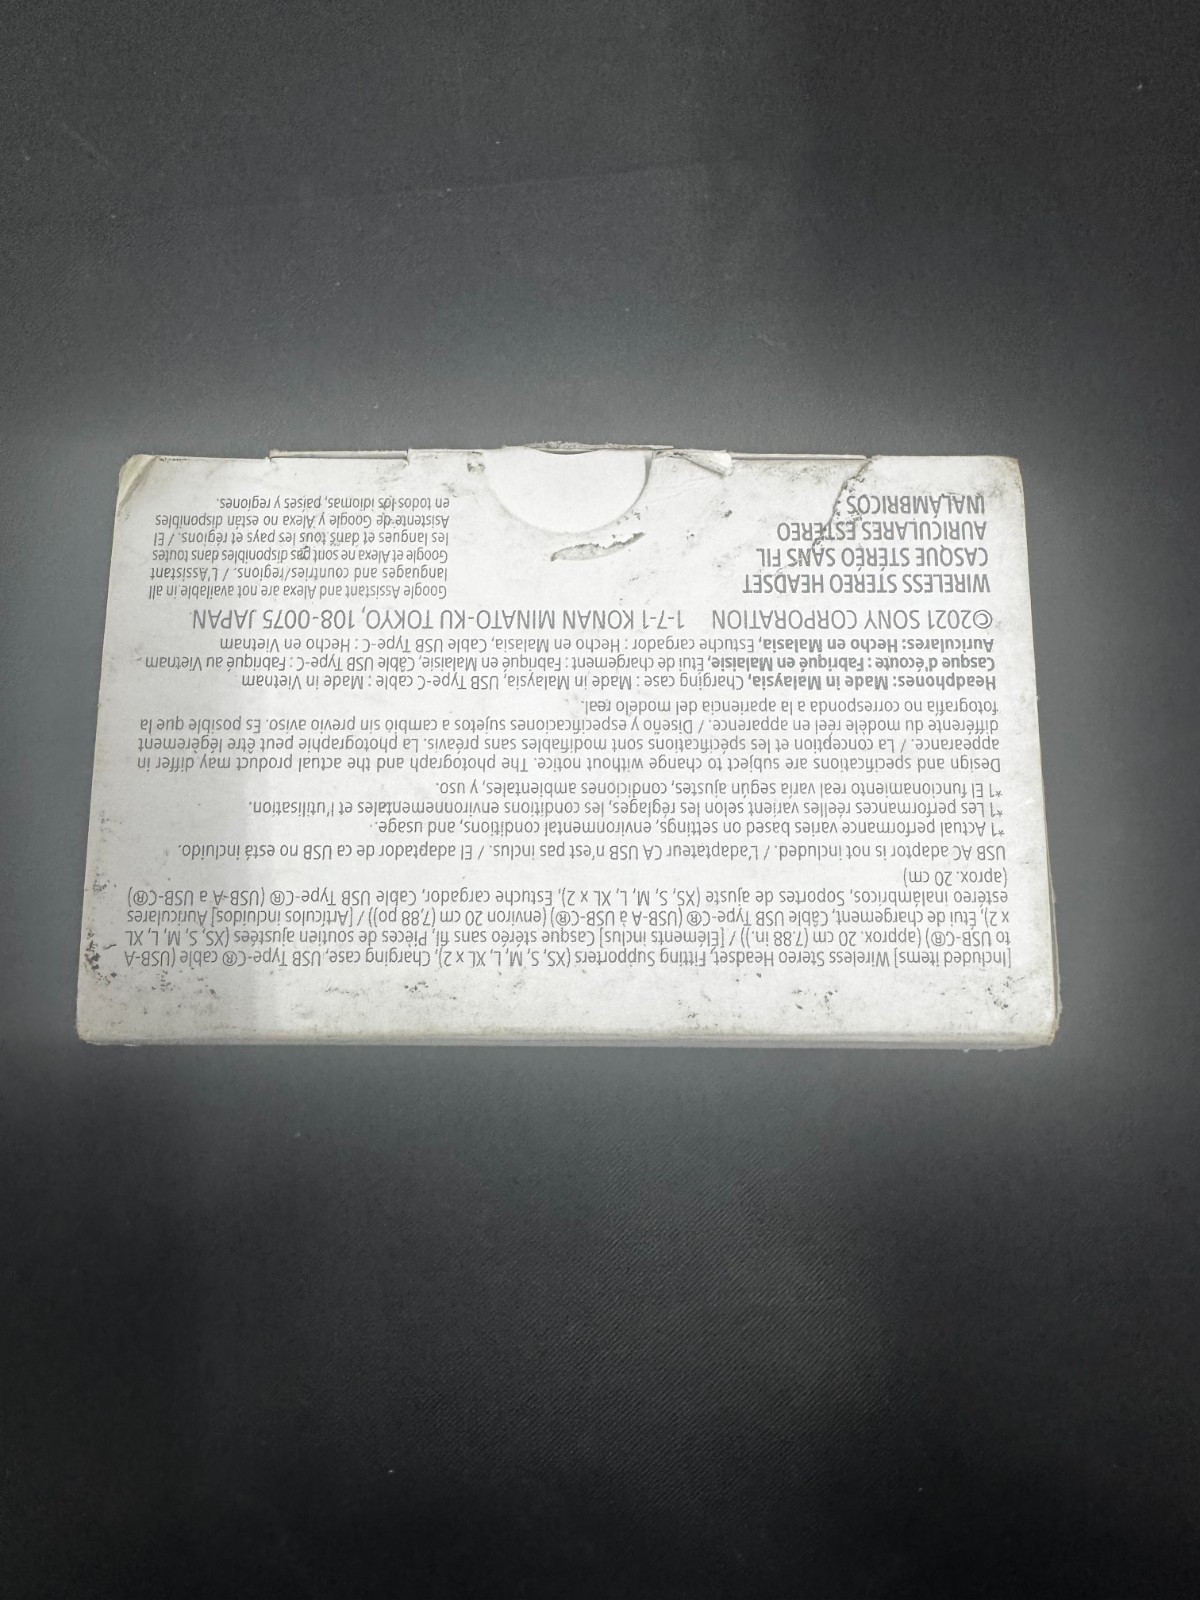 [Included Items] Wireless Stereo Headset, Fitting Supporters (XS, S, M, L, XL x 2), Charging case, USB Type-C® cable (USB-A
to USB-C®) (approx. 20 cm (7.88 in.)) / [Éléments inclus] Casque stéréo sans fil, Pièces de soutien ajustées (XS, S, M, L, XL
x 2), Étui de chargement, Câble USB Type-C® (USB-A à USB-C®) (environ 20 cm (7,88 po)) / [Artículos incluidos] Auriculares
estéreo inalámbricos, Soportes de ajuste (XS, S, M, L, XL x 2), Estuche cargador, Cable USB Type-C® (USB-A a USB-C®)
(aprox. 20 cm)
USB AC adaptor is not included. / L'adaptateur CA USB n'est pas inclus. / El adaptador de ca USB no está incluido.
*1 Actual performance varies based on settings, environmental conditions, and usage.
*1 Les performances réelles varient selon les réglages, les conditions environnementales et l'utilisation.
*1 El funcionamiento real varía según ajustes, condiciones ambientales, y uso.
Design and specifications are subject to change without notice. The photograph and the actual product may differ in
appearance. / La conception et les spécifications sont modifiables sans préavis. La photographie peut être légèrement
différente du modèle réel en apparence. / Diseño y especificaciones sujetos a cambio sin previo aviso. Es posible que la
fotografía no corresponda a la apariencia del modelo real.
Headphones: Made in Malaysia, Charging case : Made in Malaysia, USB Type-C cable : Made in Vietnam
Casque d'écoute : Fabriqué en Malaisie, Étui de chargement : Fabriqué en Malaisie, Câble USB Type-C : Fabriqué au Vietnam
Auriculares: Hecho en Malasia, Estuche cargador : Hecho en Malasia, Cable USB Type-C : Hecho en Vietnam
©2021 SONY CORPORATION 1-7-1 KONAN MINATO-KU TOKYO, 108-0075 JAPAN
WIRELESS STEREO HEADSET
CASQUE STÉRÉO SANS FIL
AURICULARES ESTÉREO
INALÁMBRICOS
Google Assistant and Alexa are not available in all
languages and countries/regions. / L'Assistant
Google et Alexa ne sont pas disponibles dans toutes
les langues et dans tous les pays et régions. / El
Asistente de Google y Alexa no están disponibles
en todos los idiomas, países y regiones.